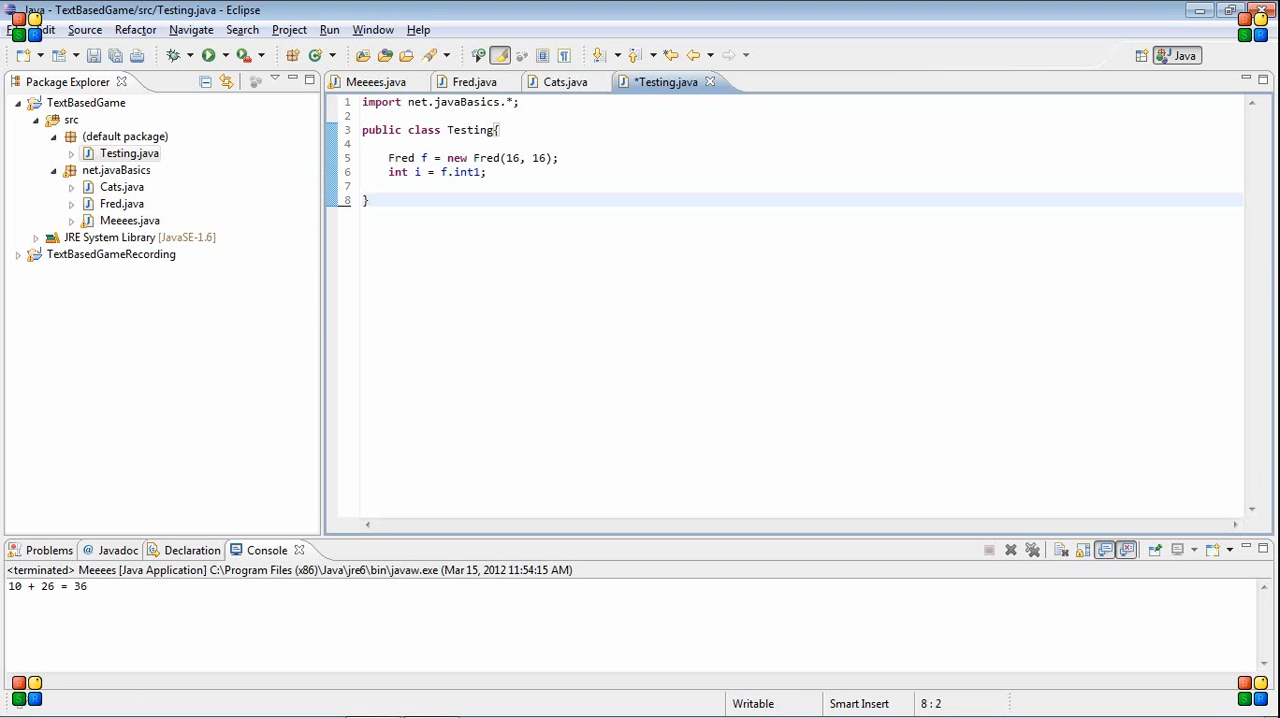 Java - TextBasedGame/src/Testing.java - Eclipse
Edit Source Refactor Navigate Search Project Run Window Help
Java
Package Explorer
TextBasedGame
src
(default package)
Testing.java
net.javaBasics
Cats.java
Fred.java
Meeees.java
JRE System Library [JavaSE-1.6]
TextBasedGameRecording
Meeees.java Fred.java Cats.java *Testing.java
1 import net.javaBasics.*;
2
3 public class Testing{
4
5 Fred f = new Fred(16, 16);
6 int i = f.int1;
7
8 }
Problems @ Javadoc Declaration Console
<terminated> Meeees [Java Application] C:\Program Files (x86)\Java\jre6\bin\javaw.exe (Mar 15, 2012 11:54:15 AM)
10 + 26 = 36
Writable Smart Insert 8 : 2